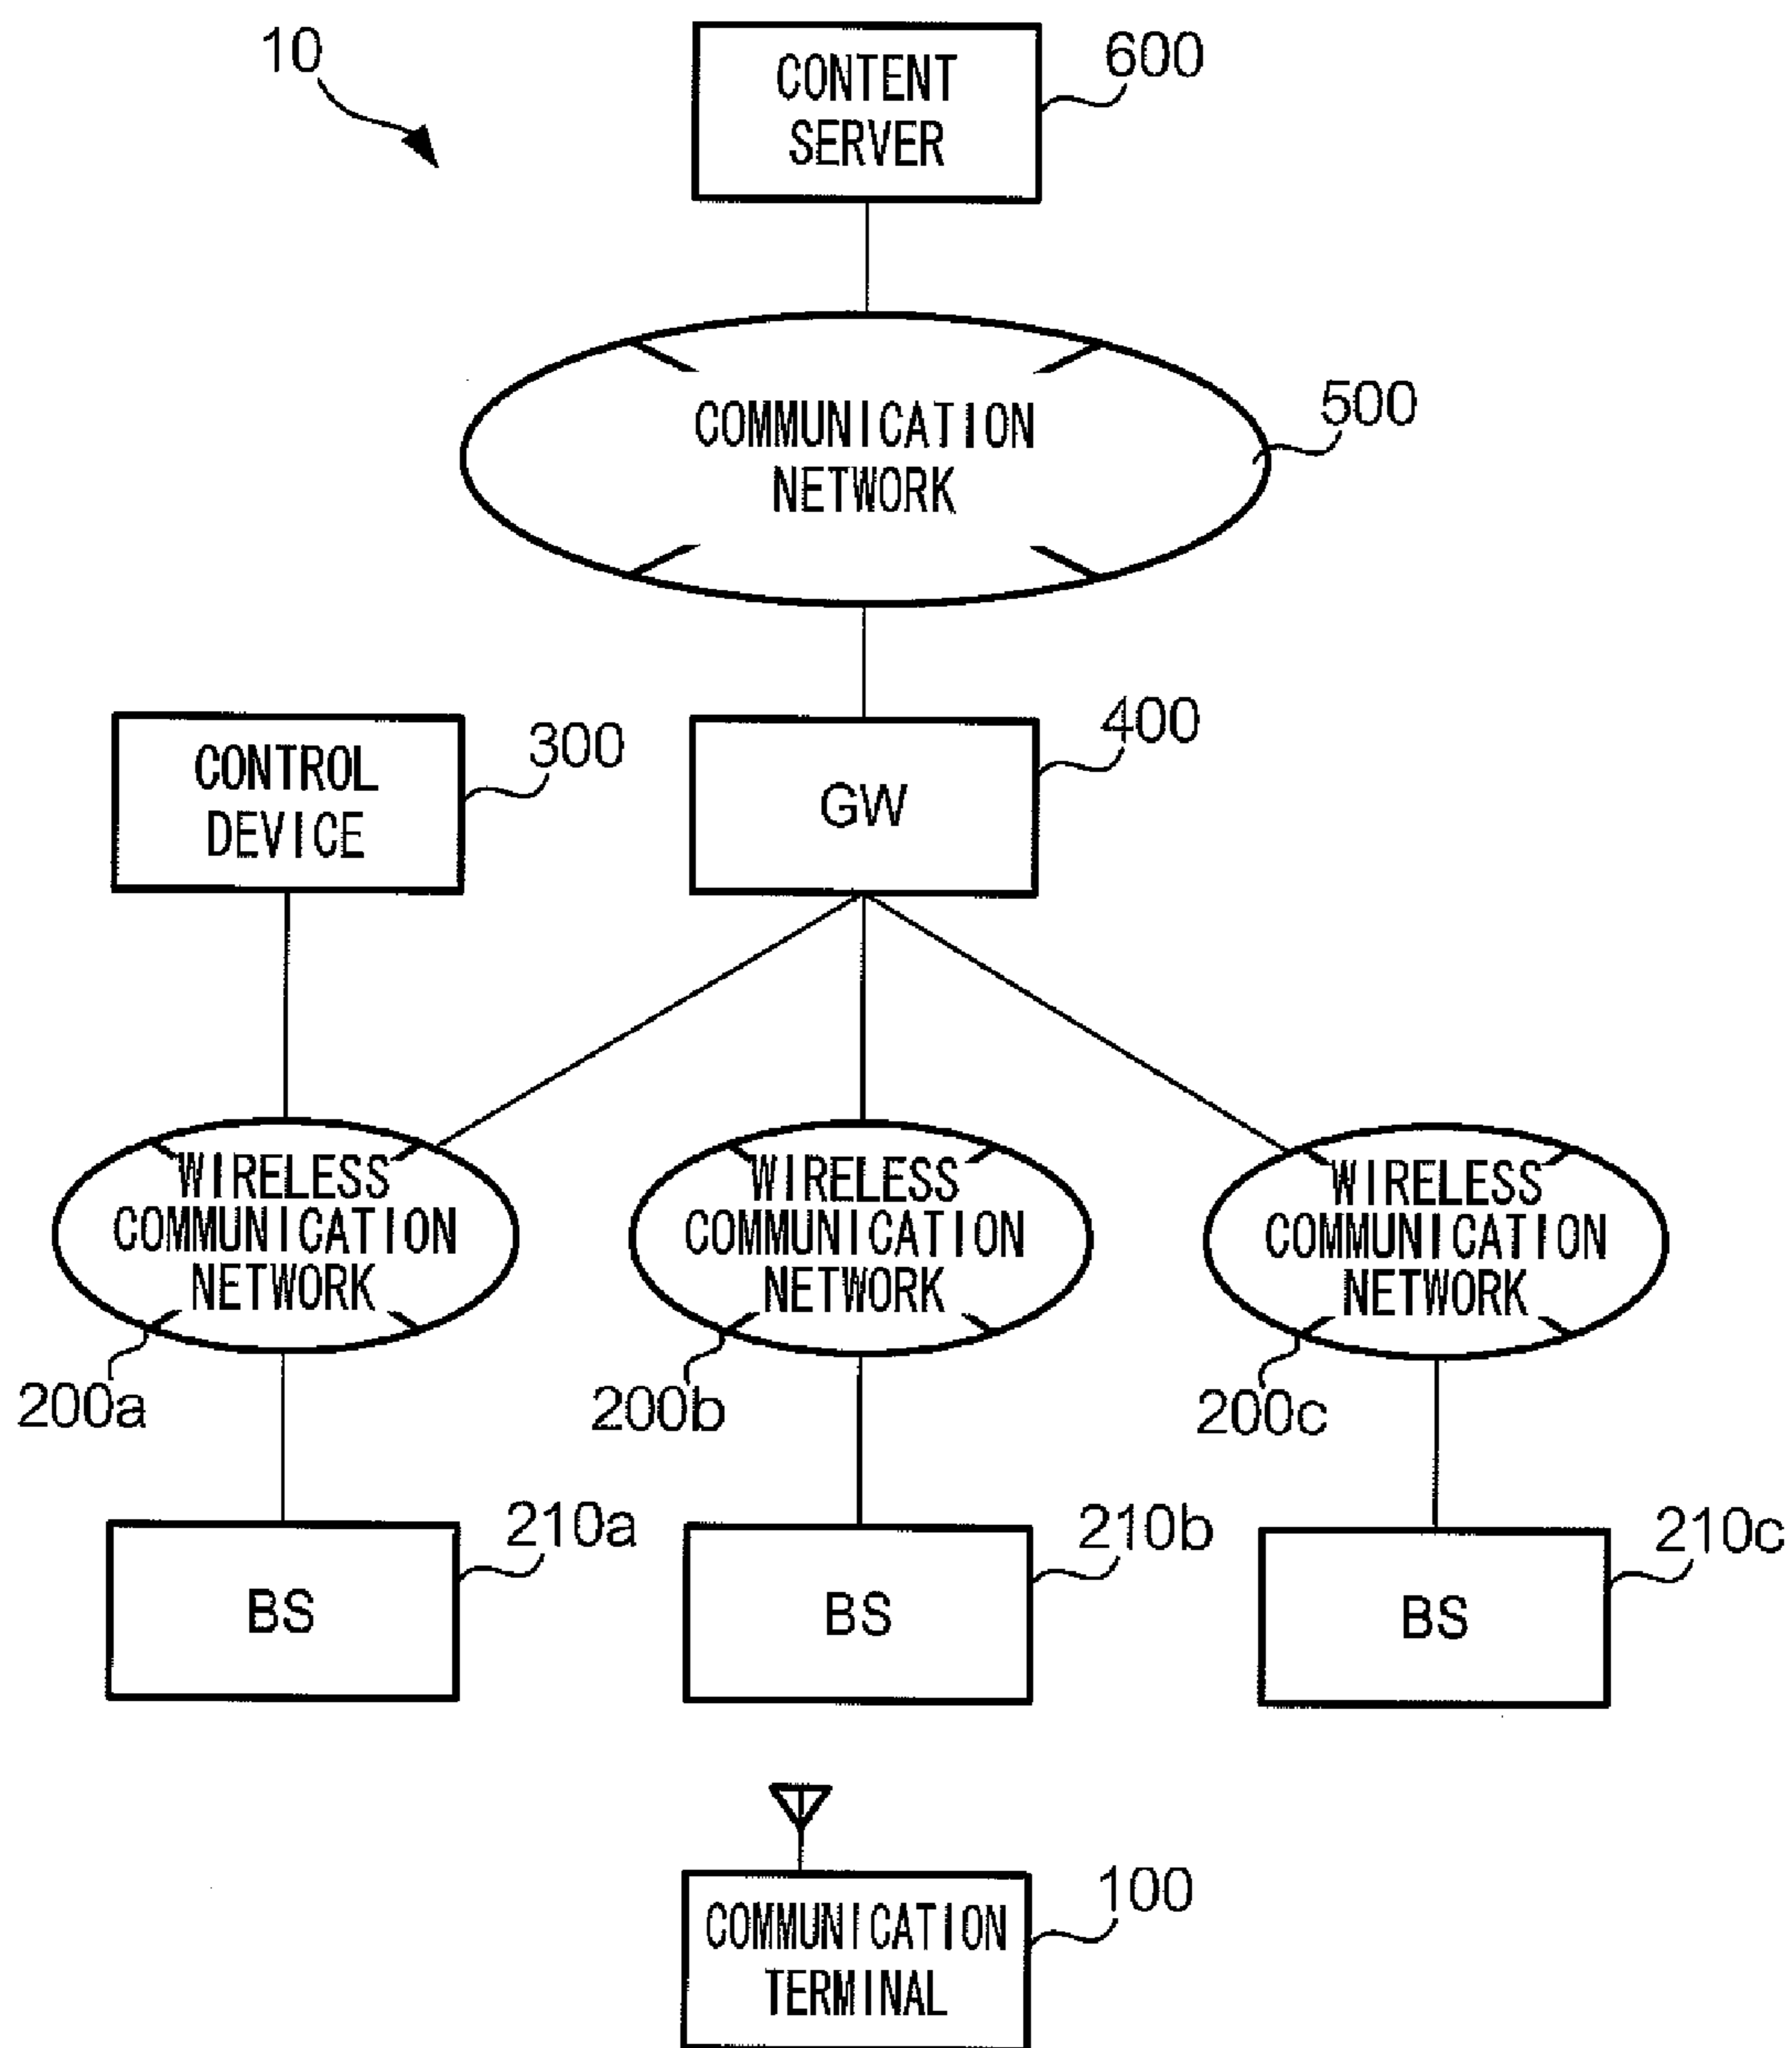 10
CONTENT
SERVER
600
COMMUNICATION
NETWORK
500
CONTROL
DEVICE
300
GW
400
WIRELESS
COMMUNICATION
NETWORK
200a
WIRELESS
COMMUNICATION
NETWORK
200b
WIRELESS
COMMUNICATION
NETWORK
200c
BS
210a
BS
210b
BS
210c
COMMUNICATION
TERMINAL
100